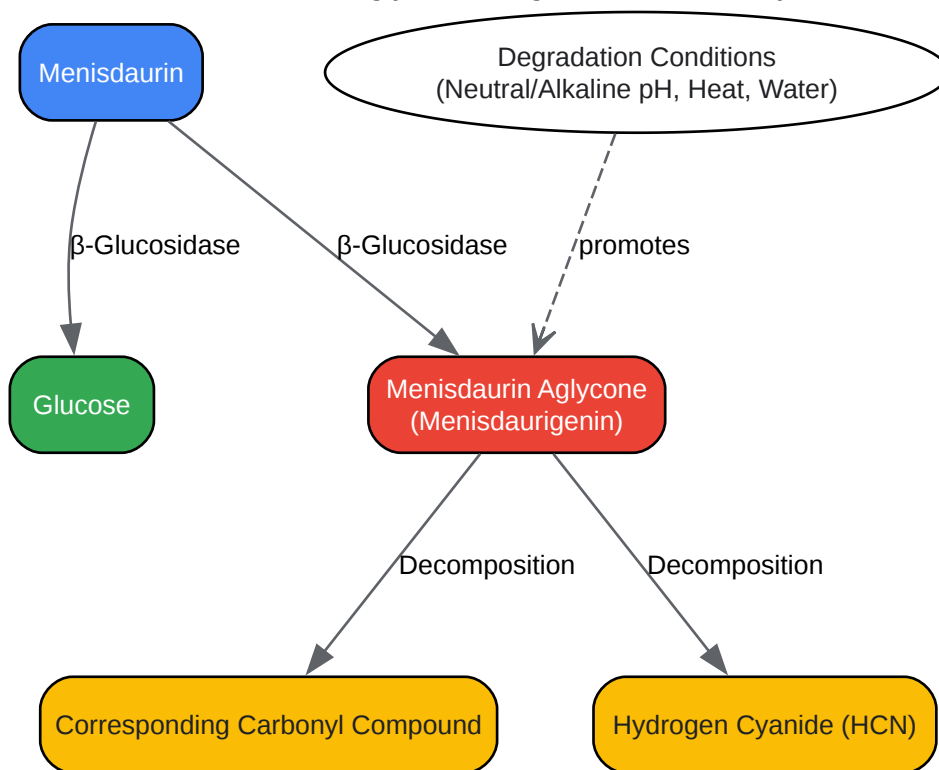 Menisdaurin
Degradation Conditions
(Neutral/Alkaline pH, Heat, Water)
β-Glucosidase
β-Glucosidase
promotes
Glucose
Menisdaurin Aglycone
(Menisdaurigenin)
Decomposition
Decomposition
Corresponding Carbonyl Compound
Hydrogen Cyanide (HCN)